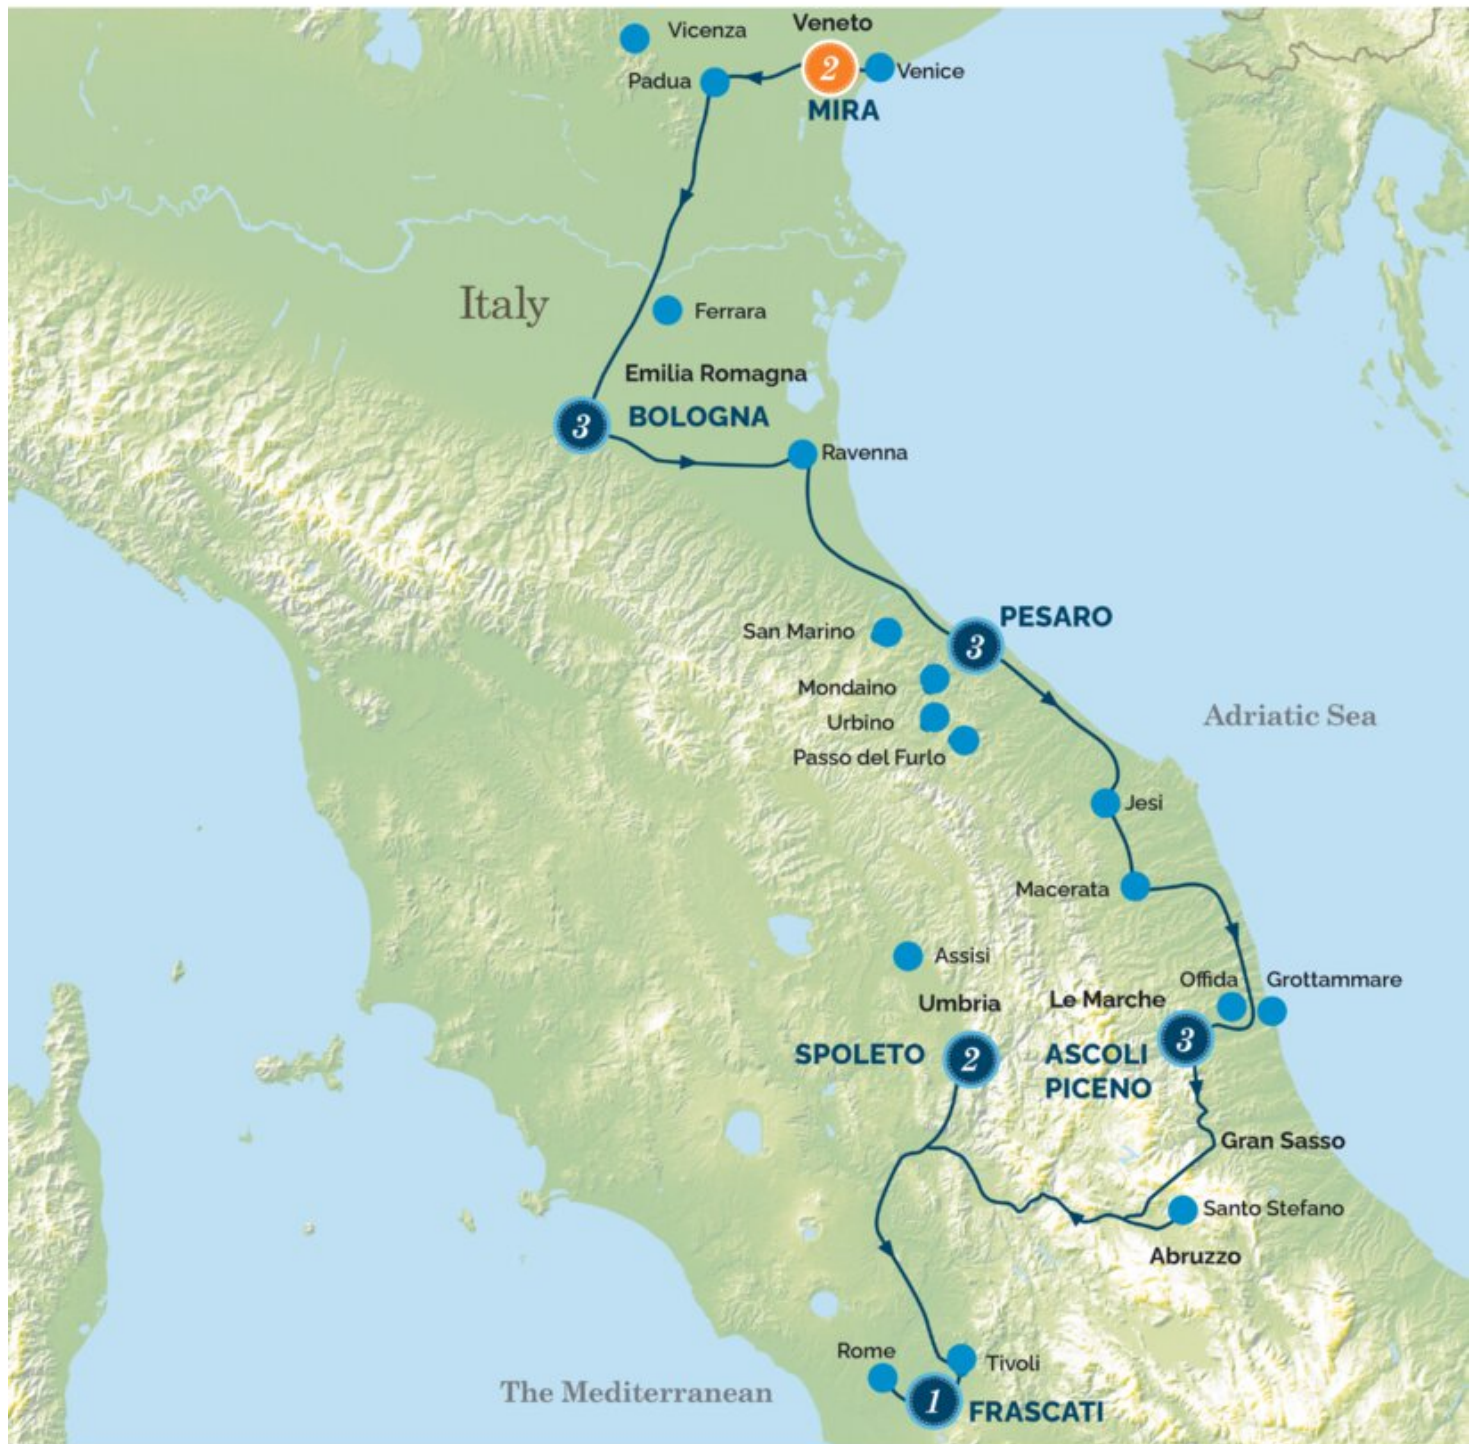 Veneto
Vicenza
2
Padua
Venice
MIRA
Italy
Ferrara
Emilia Romagna
3
BOLOGNA
Ravenna
PESARO
San Marino
3
Mondaino
Adriatic Sea
Urbino
Passo del Furlo
Jesi
Macerata
Assisi
Offida
Grottammare
Umbria
Le Marche
SPOLETO
2
ASCOLI
PICENO
3
Gran Sasso
Santo Stefano
Abruzzo
Rome
Tivoli
The Mediterranean
1
FRASCATI